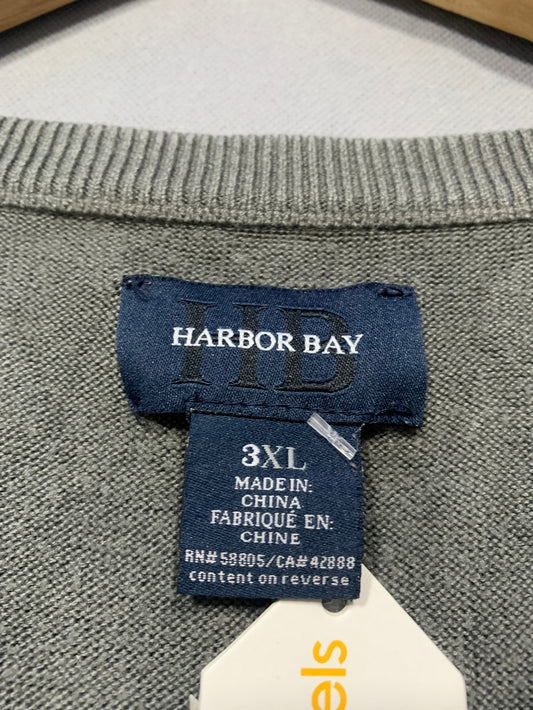 HB
HARBOR BAY
3XL
MADE IN:
CHINA
FABRIQUÉ EN:
CHINE
RN# 58805/CA# 42888
content on reverse
els